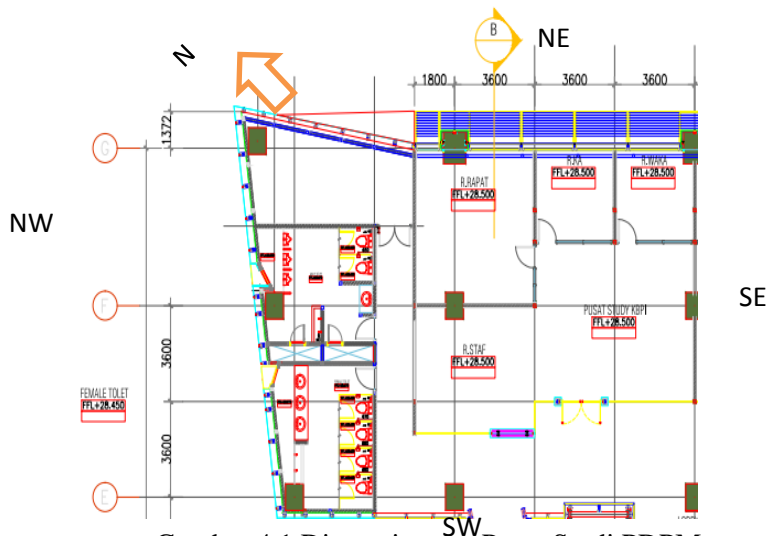 B
NE
N
1800 3600 3600 3600
1372
G
R.KA R.WAKA
FFL+28.500 FFL+28.500
R.RAPAT
FFL+28.500
NW
F
SE
PUSAT STUDY KBPI
FFL+28.500
3600
R.STAF
FFL+28.500
FEMALE TOLET
FFL+28.450
3600
E
SW